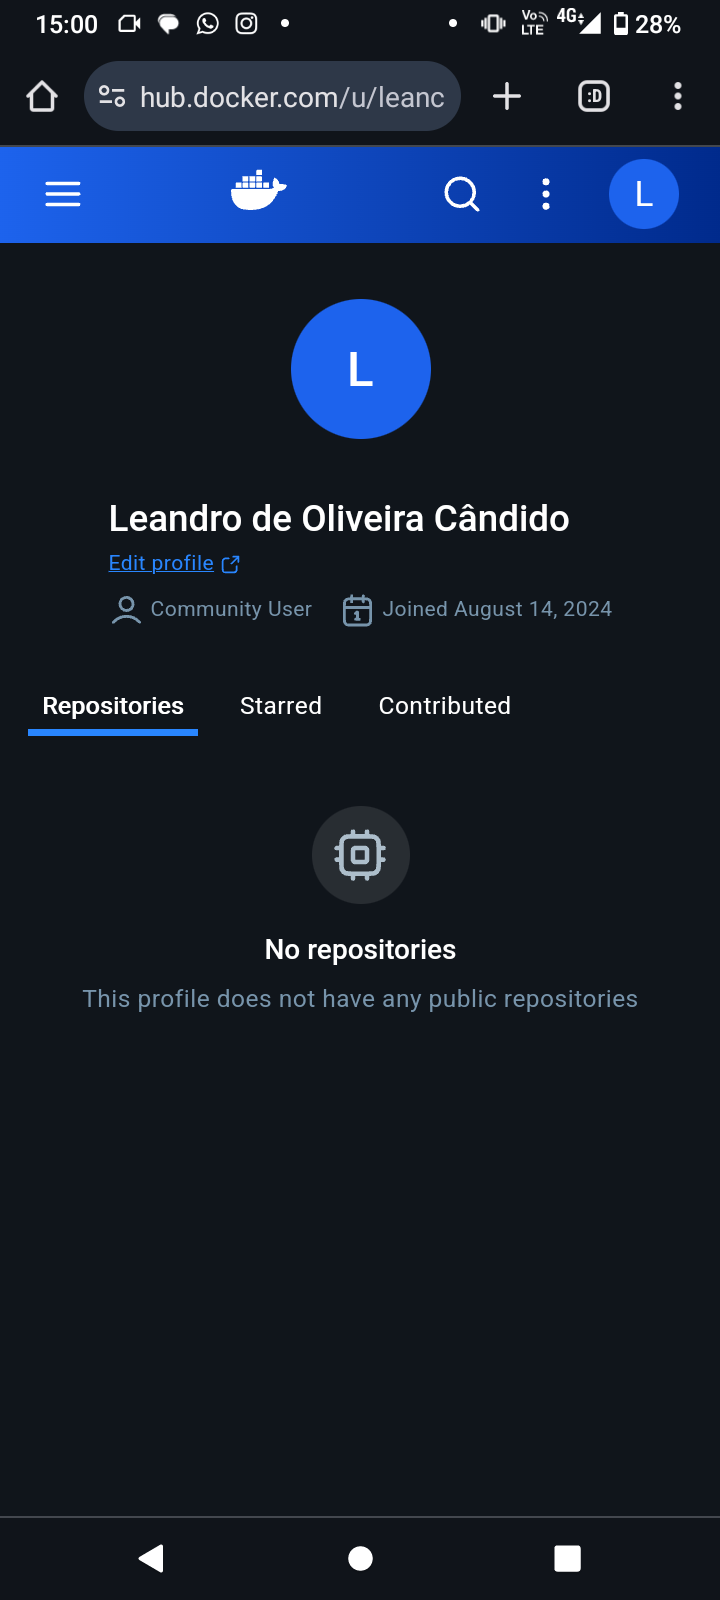 15:00 Vo LTE 4G 28%
hub.docker.com/u/leanc :D
L
L
Leandro de Oliveira Cândido
Edit profile
1
Community User Joined August 14, 2024
Repositories Starred Contributed
No repositories
This profile does not have any public repositories